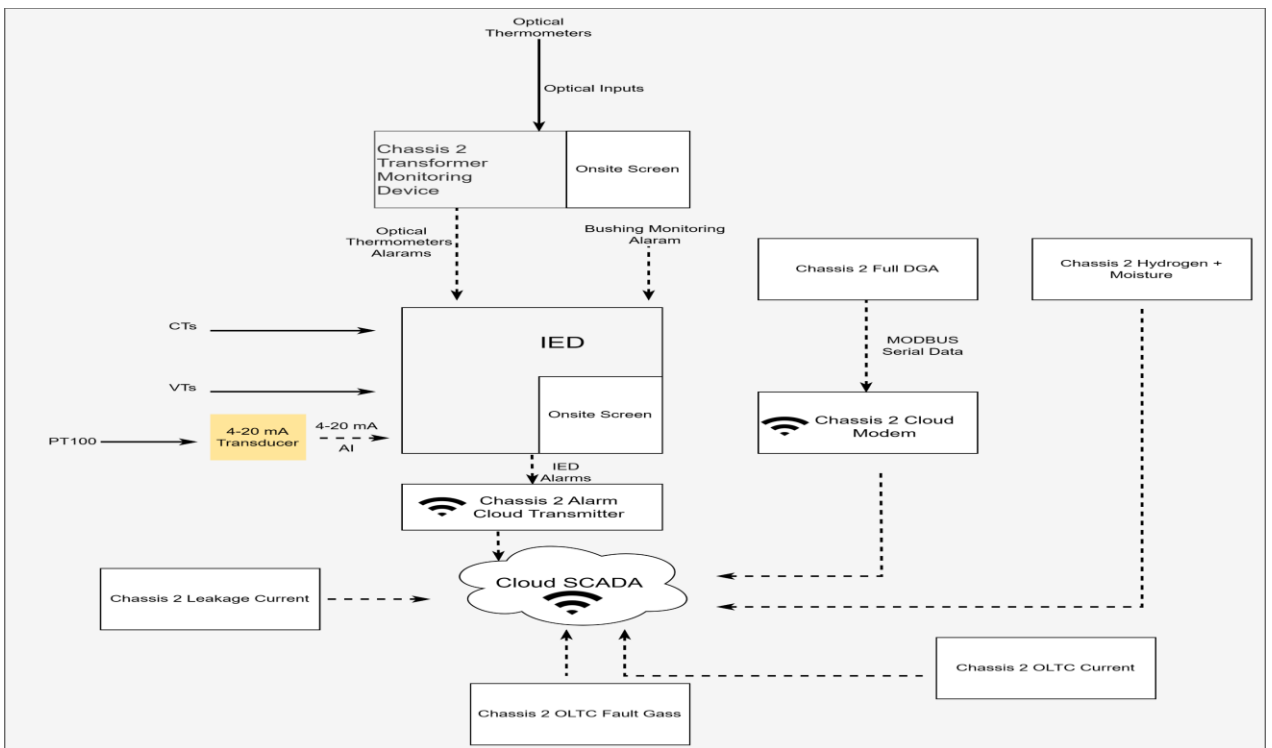 Optical
Thermometers
Optical Inputs
Chassis 2
Transformer
Monitoring
Device
Onsite Screen
Optical
Thermometers
Alarams
Bushing Monitoring
Alaram
Chassis 2 Full DGA
Chassis 2 Hydrogen +
Moisture
CTs
IED
MODBUS
Serial Data
VTs
Onsite Screen
PT100
4-20 mA
Transducer
4-20 mA
AI
Chassis 2 Cloud
Modem
IED
Alarms
Chassis 2 Alarm
Cloud Transmitter
Cloud SCADA
Chassis 2 Leakage Current
Chassis 2 OLTC Current
Chassis 2 OLTC Fault Gass